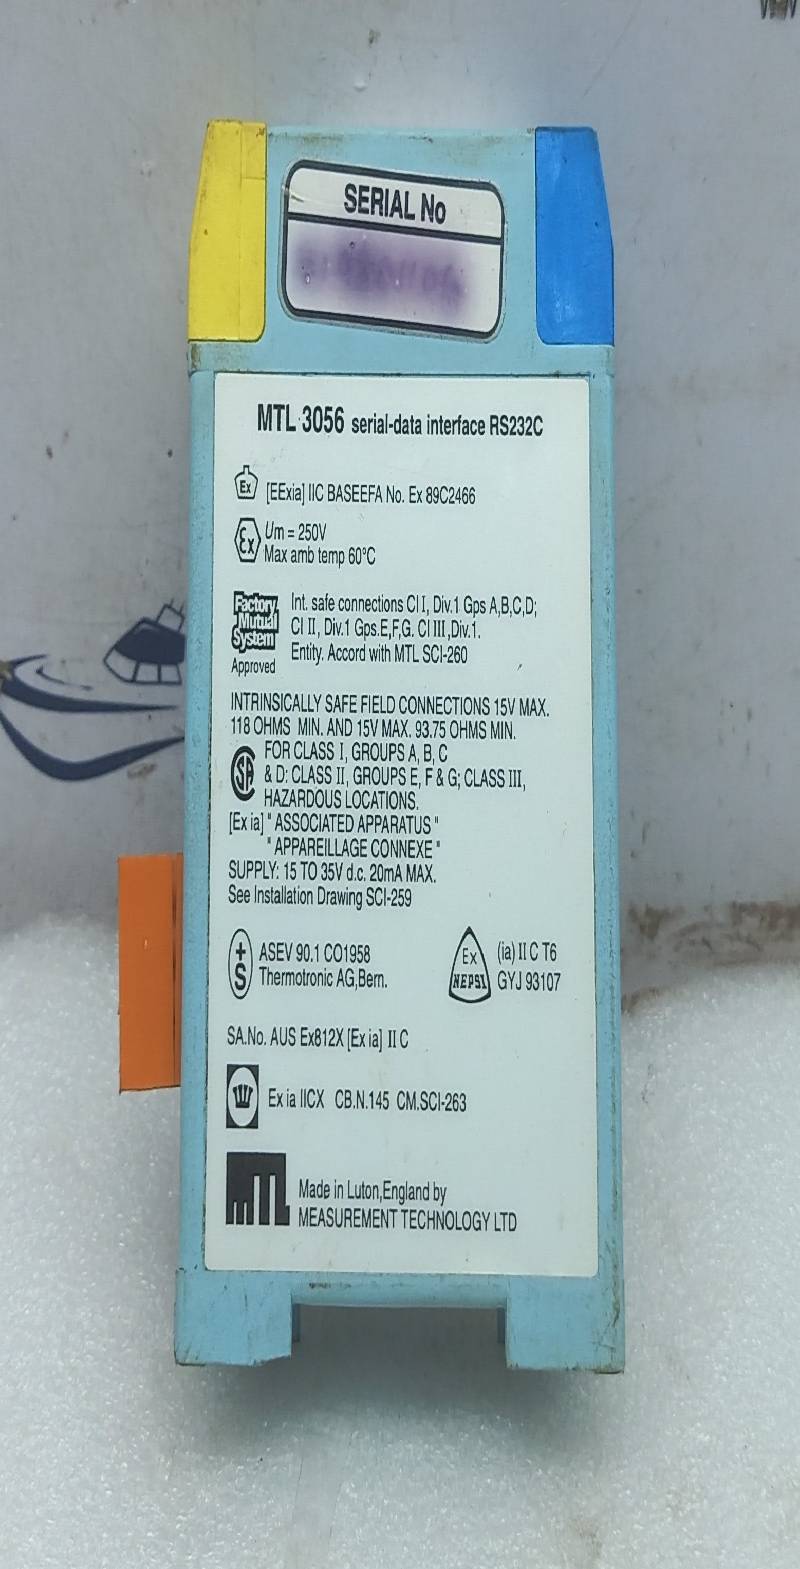 SERIAL No
MTL 3056 serial-data interface RS232C
Ex [EExia] IIC BASEEFA No. Ex 89C2466
Ex Um = 250V
Max amb temp 60°C
Factory Mutual System Approved
Int. safe connections Cl I, Div.1 Gps A,B,C,D;
Cl II, Div.1 Gps.E,F,G. Cl III,Div.1.
Entity. Accord with MTL SCI-260
INTRINSICALLY SAFE FIELD CONNECTIONS 15V MAX.
118 OHMS MIN. AND 15V MAX. 93.75 OHMS MIN.
FOR CLASS I, GROUPS A, B, C
& D: CLASS II, GROUPS E, F & G; CLASS III,
HAZARDOUS LOCATIONS.
[Ex ia] " ASSOCIATED APPARATUS "
" APPAREILLAGE CONNEXE "
SUPPLY: 15 TO 35V d.c. 20mA MAX.
See Installation Drawing SCI-259
+S ASEV 90.1 CO1958
Thermotronic AG,Bern.
Ex NEPSI (ia) II C T6
GYJ 93107
SA.No. AUS Ex812X [Ex ia] II C
Ex ia IICX CB.N.145 CM.SCI-263
MTL Made in Luton,England by
MEASUREMENT TECHNOLOGY LTD